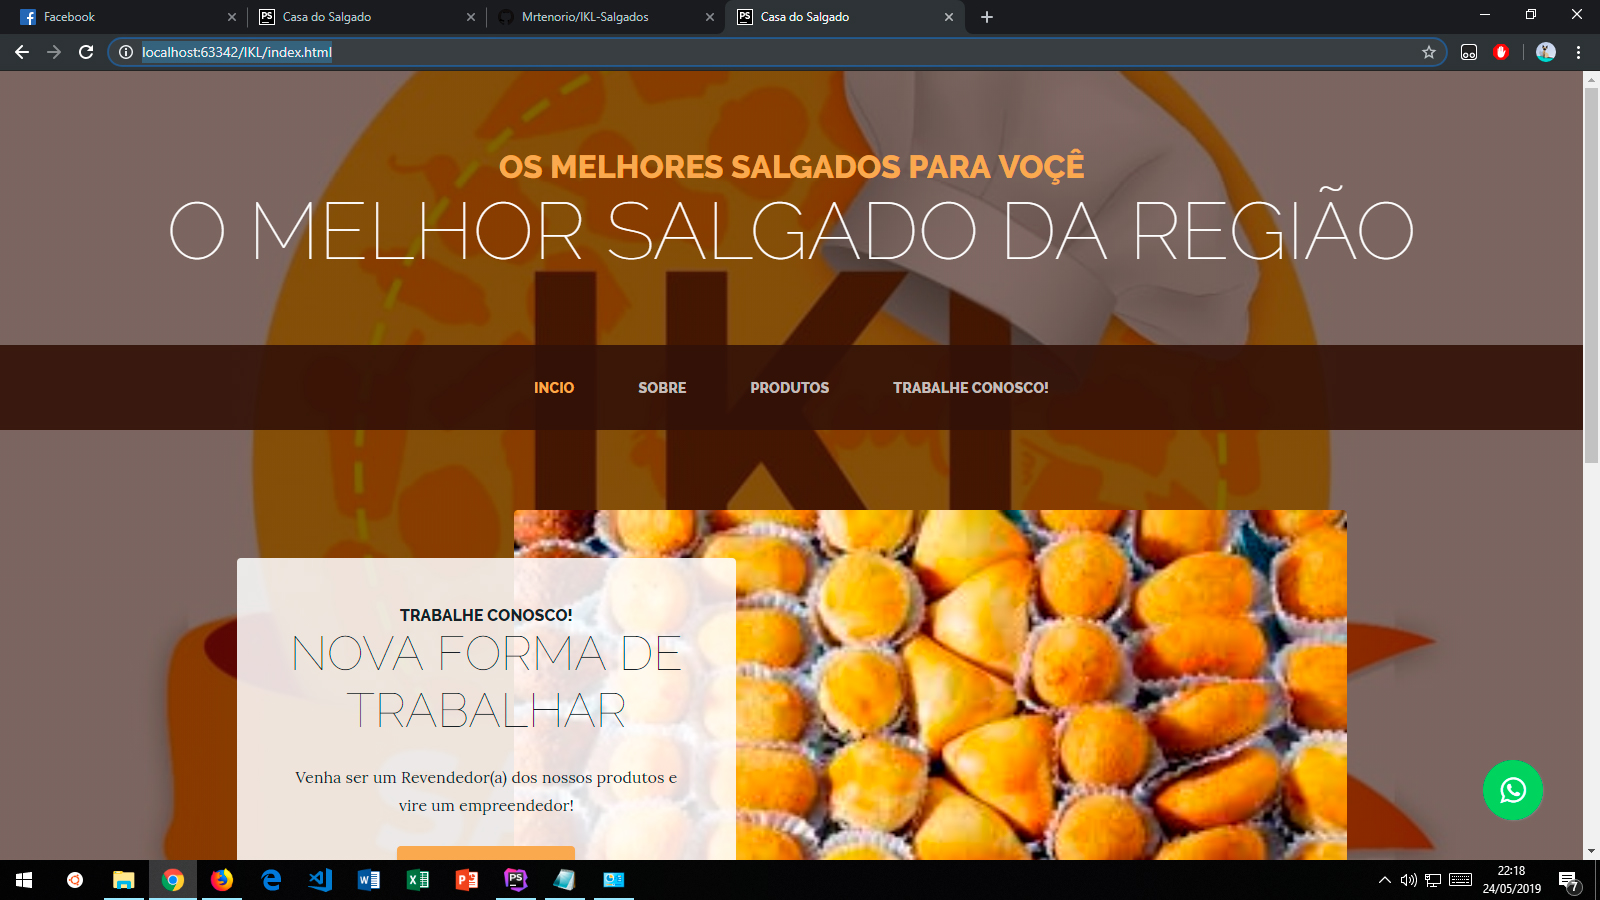 Facebook
Casa do Salgado
Mrtenorio/IKL-Salgados
Casa do Salgado
localhost:63342/IKL/index.html
OS MELHORES SALGADOS PARA VOÇÊ
O MELHOR SALGADO DA REGIÃO
IKL
INCIO
SOBRE
PRODUTOS
TRABALHE CONOSCO!
TRABALHE CONOSCO!
NOVA FORMA DE
TRABALHAR
Venha ser um Revendedor(a) dos nossos produtos e
vire um empreendedor!
22:18
24/05/2019
7